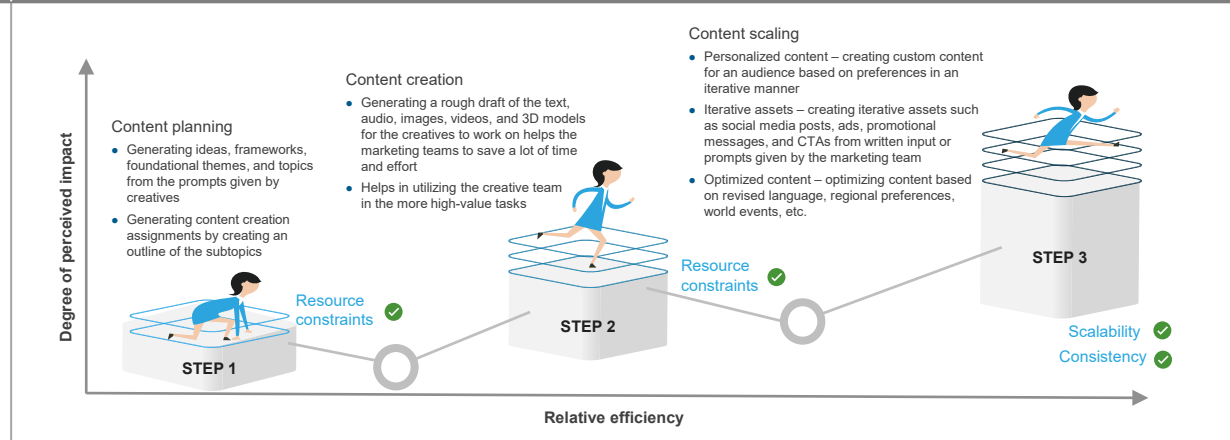 Content scaling
• Personalized content – creating custom content
for an audience based on preferences in an
iterative manner
• Iterative assets – creating iterative assets such
as social media posts, ads, promotional
messages, and CTAs from written input or
prompts given by the marketing team
• Optimized content – optimizing content based
on revised language, regional preferences,
world events, etc.
Content creation
• Generating a rough draft of the text,
audio, images, videos, and 3D models
for the creatives to work on helps the
marketing teams to save a lot of time
and effort
• Helps in utilizing the creative team
in the more high-value tasks
Content planning
• Generating ideas, frameworks,
foundational themes, and topics
from the prompts given by
creatives
• Generating content creation
assignments by creating an
outline of the subtopics
Degree of perceived impact
Resource
constraints
STEP 1
STEP 2
Resource
constraints
STEP 3
Scalability
Consistency
Relative efficiency